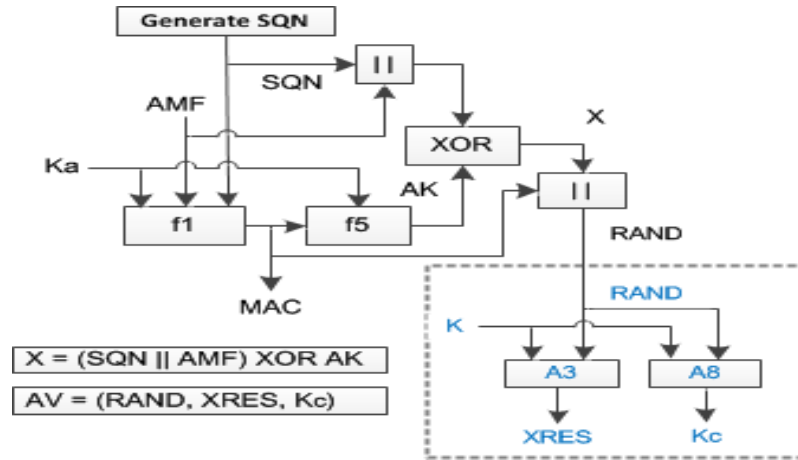 Generate SQN
||
SQN
AMF
X
XOR
Ka
AK
||
f1
f5
RAND
MAC
RAND
K
X = (SQN || AMF) XOR AK
A3
A8
AV = (RAND, XRES, Kc)
XRES
Kc